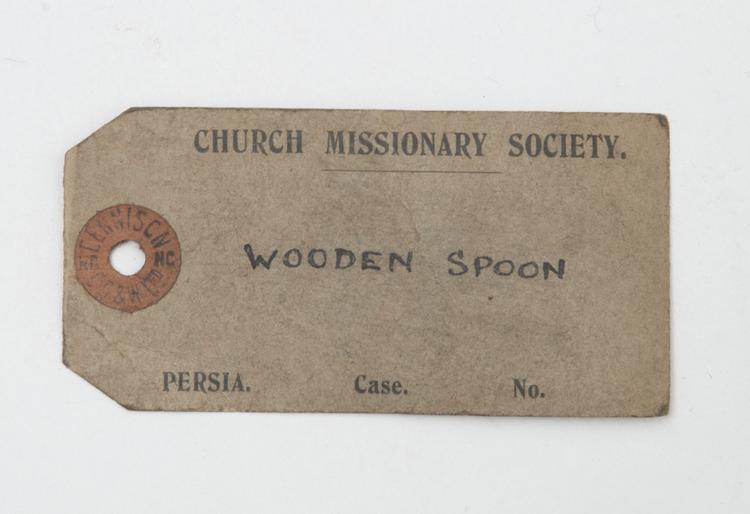 CHURCH MISSIONARY SOCIETY.
WOODEN SPOON
PERSIA. Case. No.